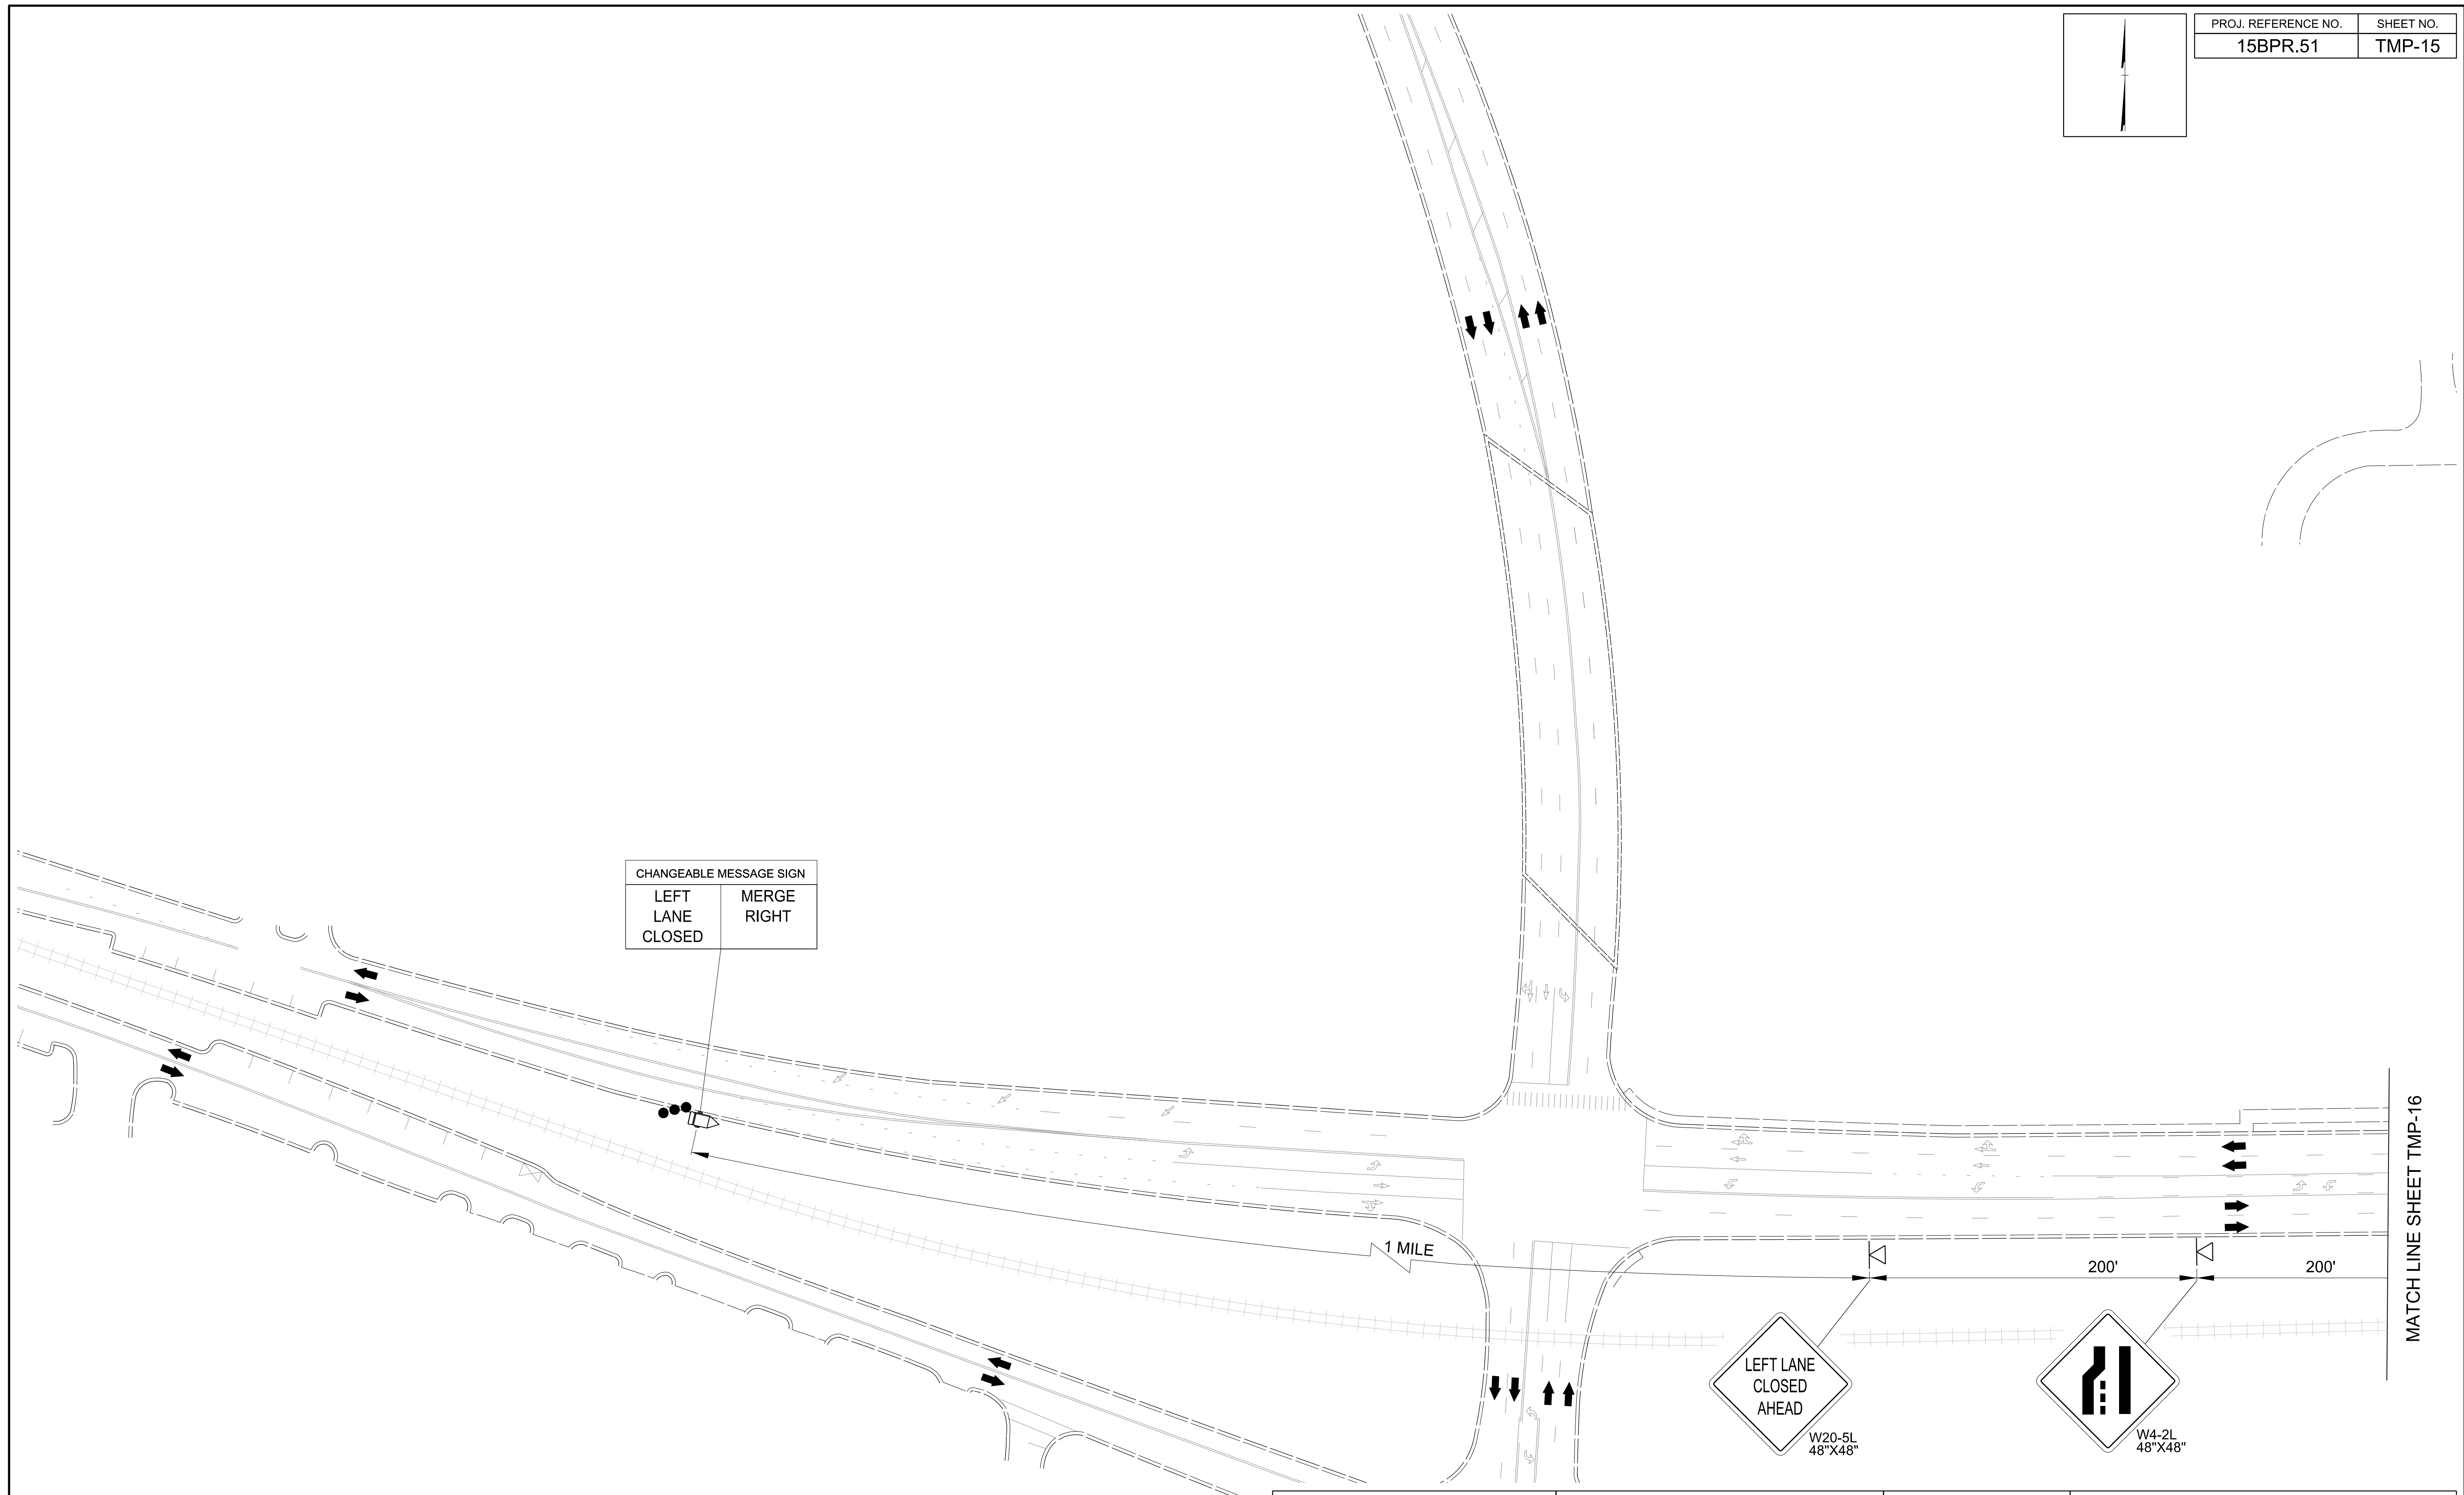 PROJ. REFERENCE NO.
SHEET NO.
15BPR.51
TMP-15
CHANGEABLE MESSAGE SIGN
LEFT
LANE
CLOSED
MERGE
RIGHT
1 MILE
200'
200'
MATCH LINE SHEET TMP-16
LEFT LANE
CLOSED
AHEAD
W20-5L
48"X48"
W4-2L
48"X48"